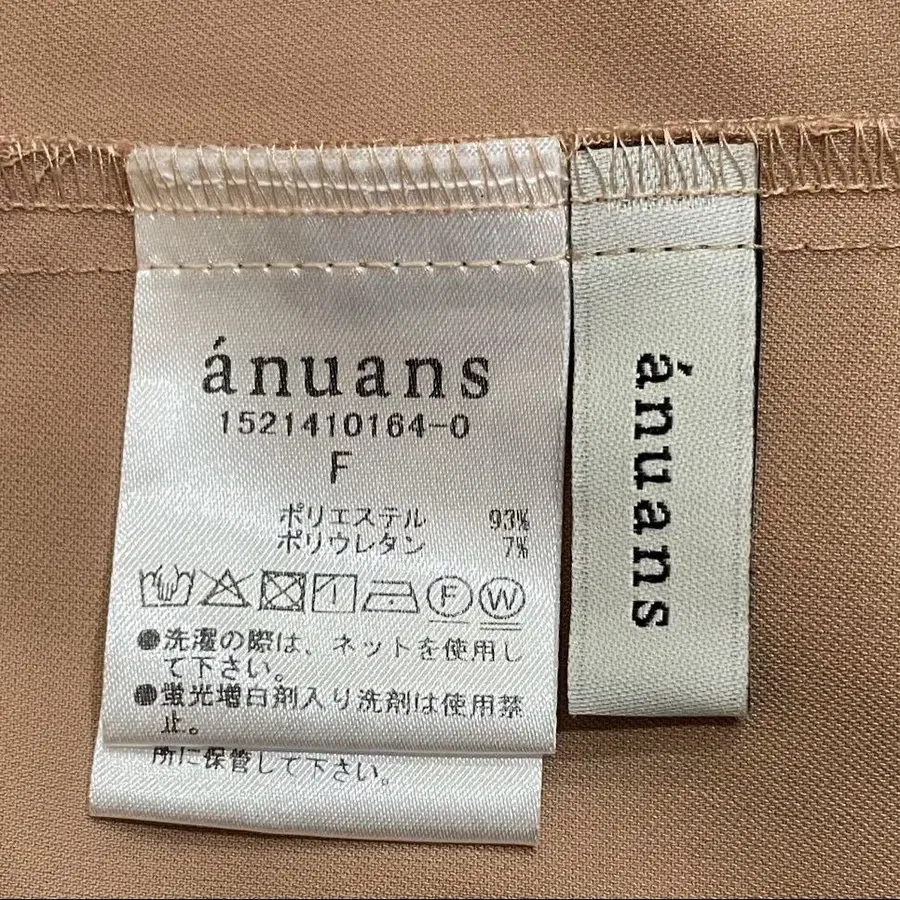 ánuans
1521410164-0
F
ポリエステル 93%
ポリウレタン 7%
F W
●洗濯の際は、ネットを使用し
て下さい。
●蛍光増白剤入り洗剤は使用禁
止。
所に保管して下さい。
ánuans